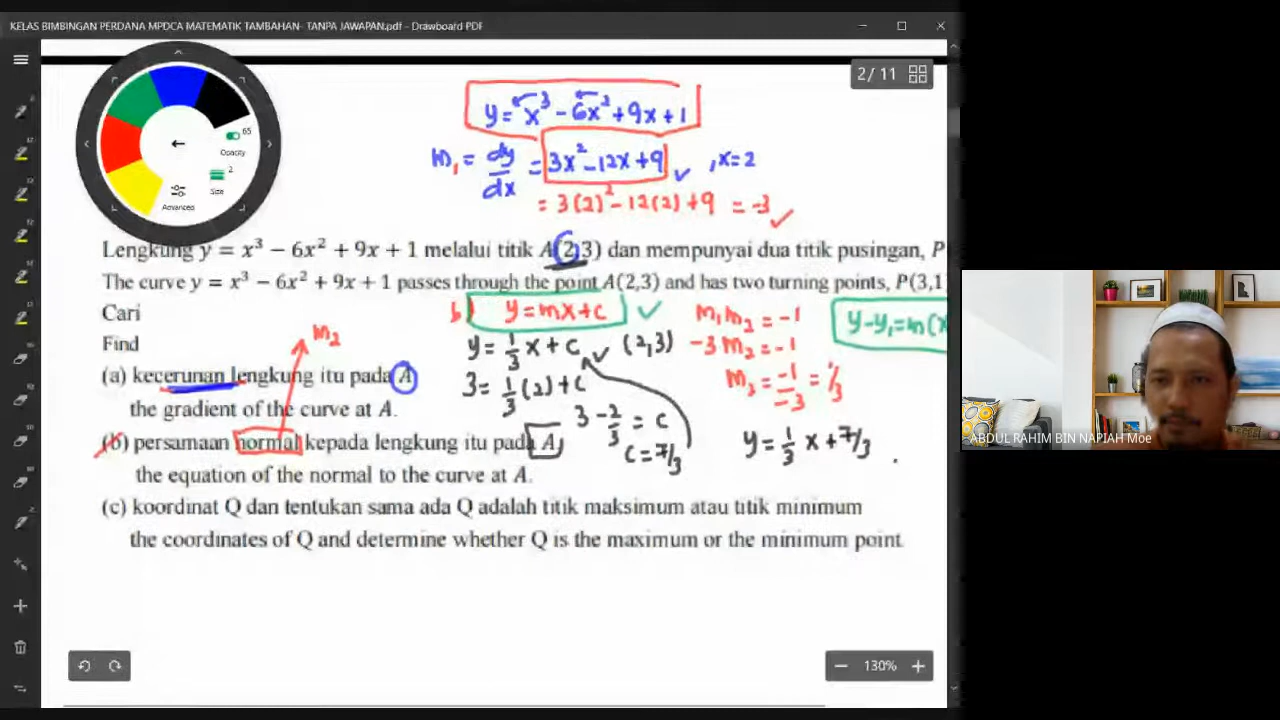 KELAS BIMBINGAN PERDANA MPDCA MATEMATIK TAMBAHAN- TANPA JAWAPAN.pdf - Drawboard PDF
65
Opacity
2
Size
Advanced
2 / 11
y = x³ - 6x² + 9x + 1
m₁ = dy/dx = 3x² - 12x + 9 ✓, x = 2
= 3(2)² - 12(2) + 9 = -3 ✓
Lengkung y = x³ − 6x² + 9x + 1 melalui titik A(2,3) dan mempunyai dua titik pusingan, P
The curve y = x³ − 6x² + 9x + 1 passes through the point A(2,3) and has two turning points, P(3,1)
Cari
Find
(a) kecerunan lengkung itu pada A
the gradient of the curve at A.
(b) persamaan normal kepada lengkung itu pada A,
the equation of the normal to the curve at A.
(c) koordinat Q dan tentukan sama ada Q adalah titik maksimum atau titik minimum
the coordinates of Q and determine whether Q is the maximum or the minimum point.
m₂
b) y = mx + c ✓
y = 1/3 x + c ✓ (2,3)
3 = 1/3 (2) + c
3 - 2/3 = c
c = 7/3
m₁m₂ = -1
-3 m₂ = -1
m₂ = -1/-3 = 1/3
y = 1/3 x + 7/3
y - y₁ = m(x
130%
ABDUL RAHIM BIN NAPIAH Moe